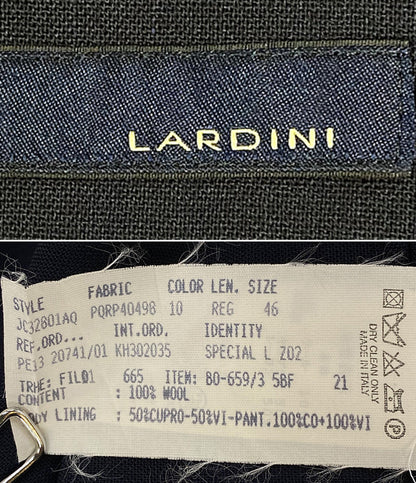 LARDINI
STYLE FABRIC COLOR LEN. SIZE
JC32801AQ PORP40498 10 REG 46
REF.ORD... INT.ORD. IDENTITY
PE13 20741/01 KH302035 SPECIAL L Z02
TRHE: FIL01 665 ITEM: BO-659/3 5BF 21
CONTENT : 100% WOOL
BODY LINING : 50%CUPRO-50%VI-PANT.100%CO+100%VI
DRY CLEAN ONLY
MADE IN ITALY